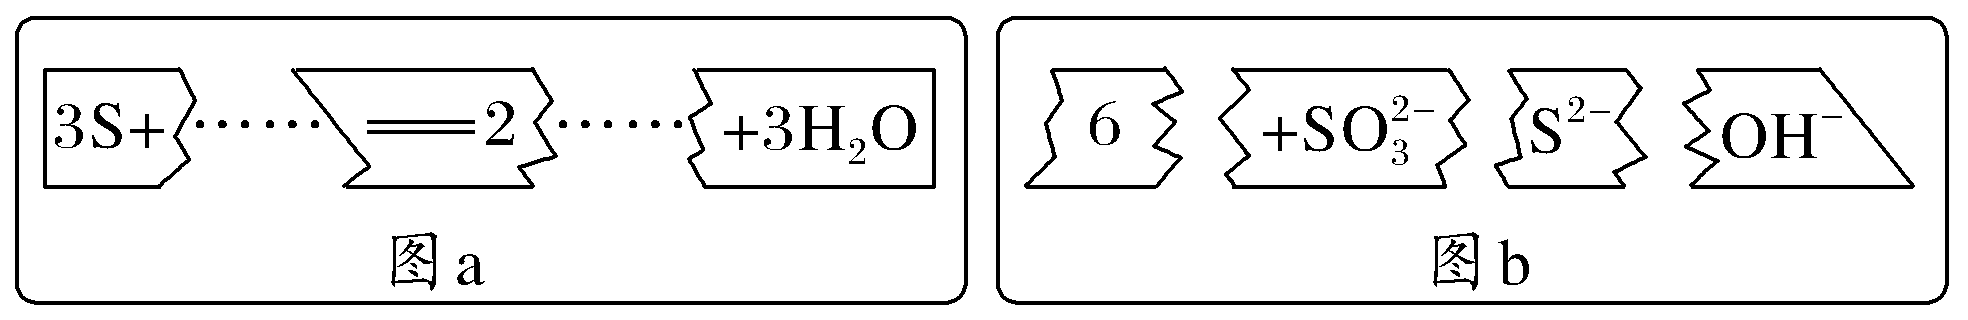 3S+ ······ ══2 ······ +3H₂O
图a
6 +SO₃²⁻ S²⁻ OH⁻
图b